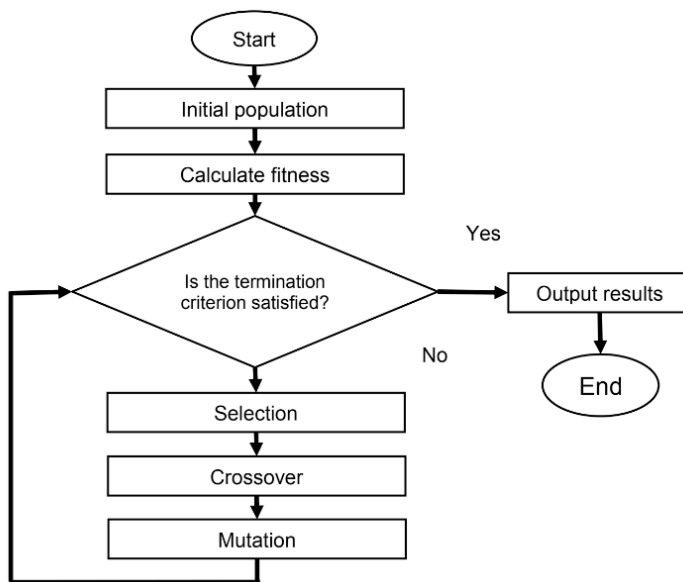 Start
Initial population
Calculate fitness
Yes
Is the termination
criterion satisfied?
Output results
No
End
Selection
Crossover
Mutation